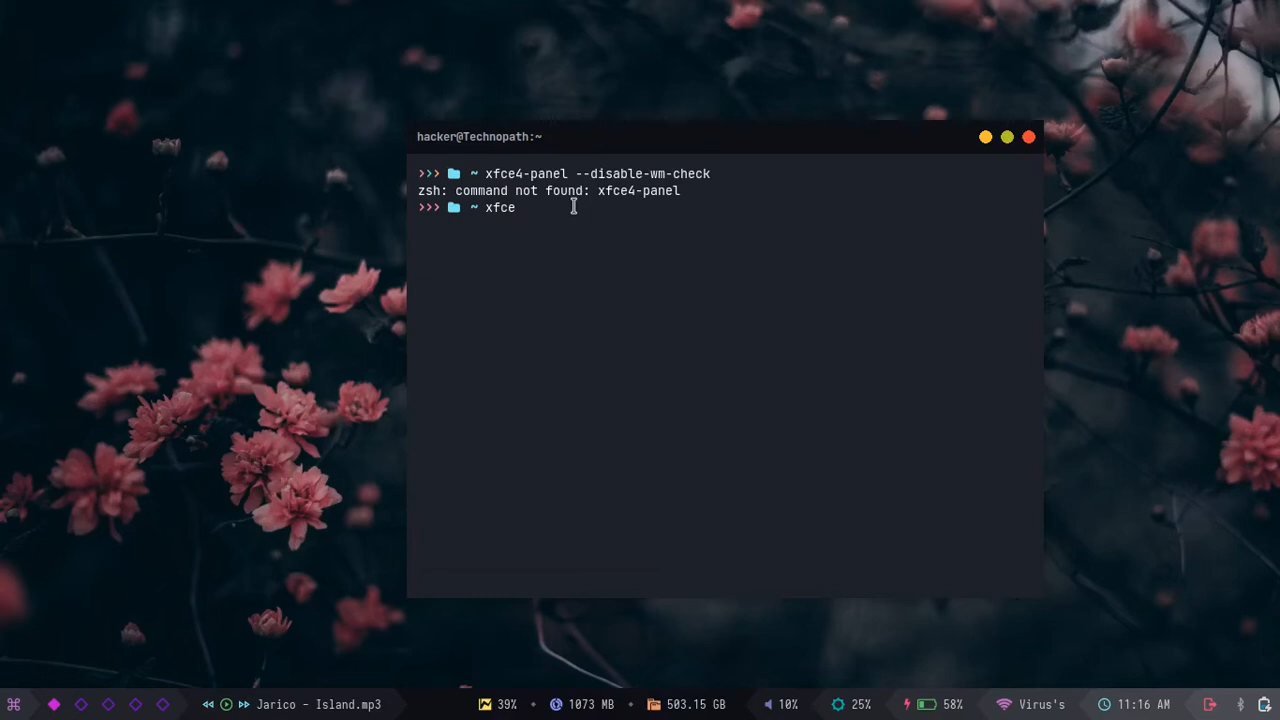 hacker@Technopath:~
>>> ~ xfce4-panel --disable-wm-check
zsh: command not found: xfce4-panel
>>> ~ xfce
Jarico - Island.mp3 39% 1073 MB 503.15 GB 10% 25% 58% Virus's 11:16 AM